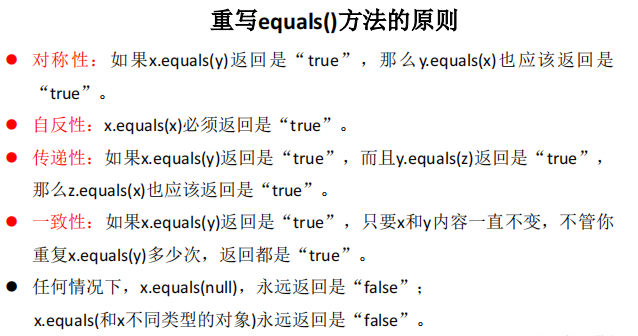 重写equals()方法的原则
● 对称性：如果x.equals(y)返回是“true”，那么y.equals(x)也应该返回是
“true”。
● 自反性：x.equals(x)必须返回是“true”。
● 传递性：如果x.equals(y)返回是“true”，而且y.equals(z)返回是“true”，
那么z.equals(x)也应该返回是“true”。
● 一致性：如果x.equals(y)返回是“true”，只要x和y内容一直不变，不管你
重复x.equals(y)多少次，返回都是“true”。
● 任何情况下，x.equals(null)，永远返回是“false”；
x.equals(和x不同类型的对象)永远返回是“false”。